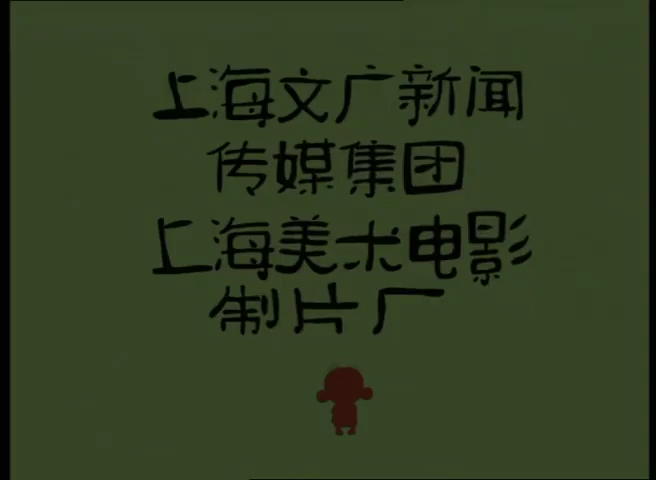 上海文广新闻
传媒集团
上海美术电影
制片厂